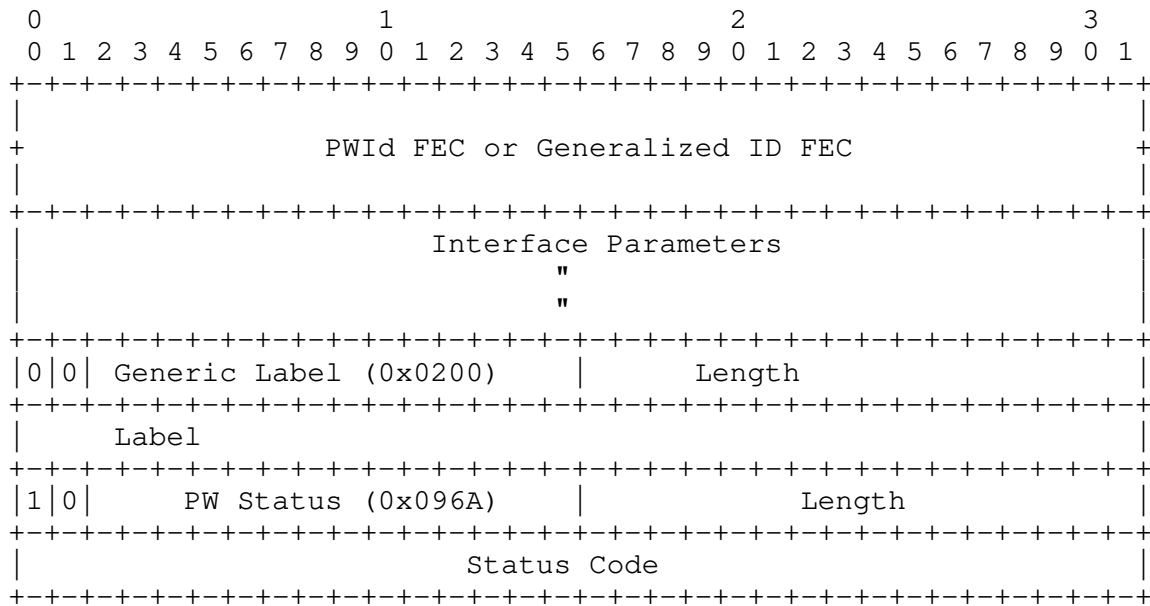 0                   1                   2                   3
 0 1 2 3 4 5 6 7 8 9 0 1 2 3 4 5 6 7 8 9 0 1 2 3 4 5 6 7 8 9 0 1
+-+-+-+-+-+-+-+-+-+-+-+-+-+-+-+-+-+-+-+-+-+-+-+-+-+-+-+-+-+-+-+-+
|                                                               |
+                 PWId FEC or Generalized ID FEC                +
|                                                               |
+-+-+-+-+-+-+-+-+-+-+-+-+-+-+-+-+-+-+-+-+-+-+-+-+-+-+-+-+-+-+-+-+
|                       Interface Parameters                    |
|                              "                                |
|                              "                                |
+-+-+-+-+-+-+-+-+-+-+-+-+-+-+-+-+-+-+-+-+-+-+-+-+-+-+-+-+-+-+-+-+
|0|0| Generic Label (0x0200)    |      Length                   |
+-+-+-+-+-+-+-+-+-+-+-+-+-+-+-+-+-+-+-+-+-+-+-+-+-+-+-+-+-+-+-+-+
|     Label                                                     |
+-+-+-+-+-+-+-+-+-+-+-+-+-+-+-+-+-+-+-+-+-+-+-+-+-+-+-+-+-+-+-+-+
|1|0|     PW Status (0x096A)    |            Length             |
+-+-+-+-+-+-+-+-+-+-+-+-+-+-+-+-+-+-+-+-+-+-+-+-+-+-+-+-+-+-+-+-+
|                         Status Code                           |
+-+-+-+-+-+-+-+-+-+-+-+-+-+-+-+-+-+-+-+-+-+-+-+-+-+-+-+-+-+-+-+-+